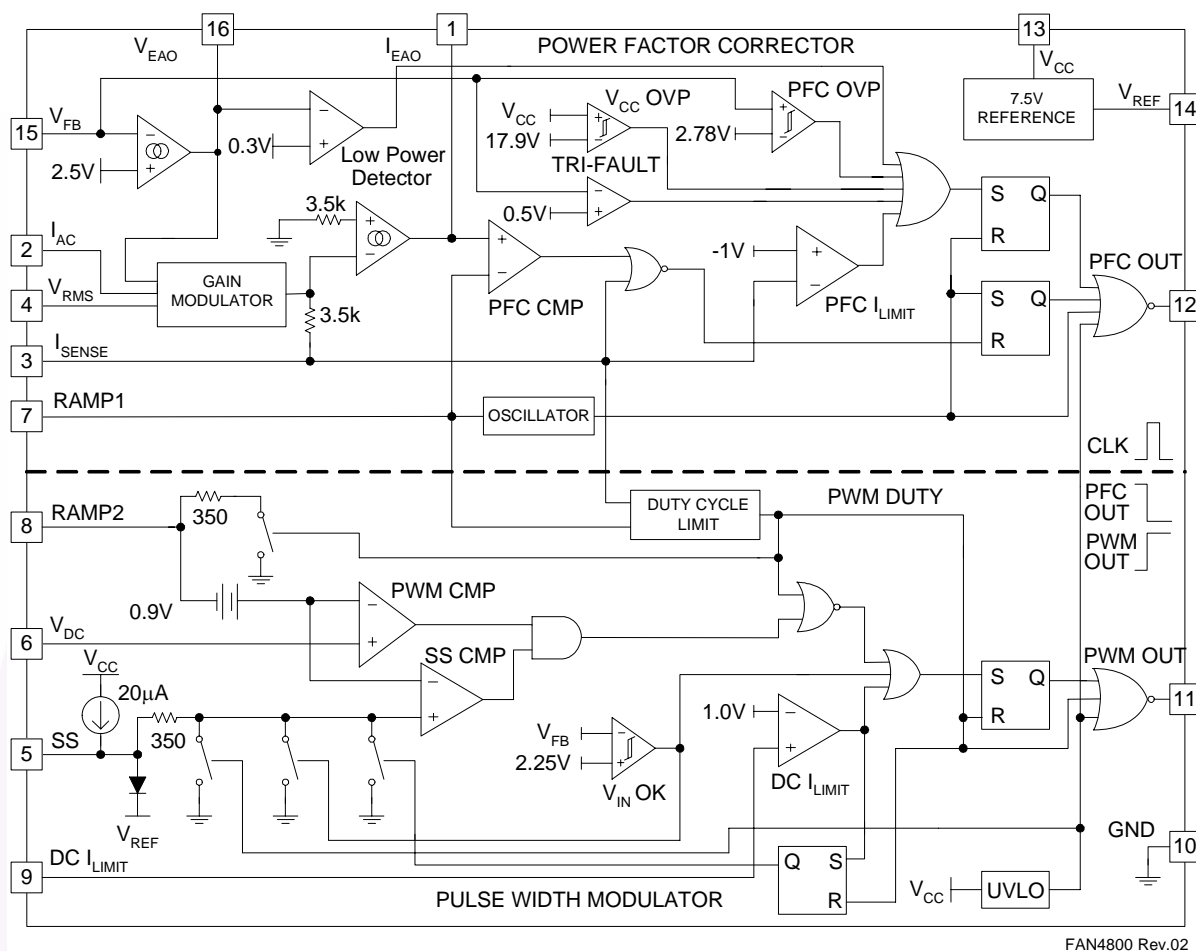 16
1
13
V_EAO
I_EAO
POWER FACTOR CORRECTOR
V_CC
7.5V
REFERENCE
V_REF
14
15
V_FB
2.5V
0.3V
Low Power
Detector
V_CC OVP
V_CC
17.9V
PFC OVP
2.78V
TRI-FAULT
0.5V
S
Q
R
3.5k
2
I_AC
4
V_RMS
GAIN
MODULATOR
3.5k
PFC CMP
-1V
PFC I_LIMIT
S
Q
R
PFC OUT
12
3
I_SENSE
7
RAMP1
OSCILLATOR
CLK
8
RAMP2
350
DUTY CYCLE
LIMIT
PWM DUTY
PFC
OUT
PWM
OUT
0.9V
PWM CMP
6
V_DC
SS CMP
V_CC
20μA
5
SS
350
V_REF
V_FB
2.25V
V_IN OK
1.0V
DC I_LIMIT
S
Q
R
PWM OUT
11
GND
10
9
DC I_LIMIT
Q
S
R
V_CC
UVLO
PULSE WIDTH MODULATOR
FAN4800 Rev.02